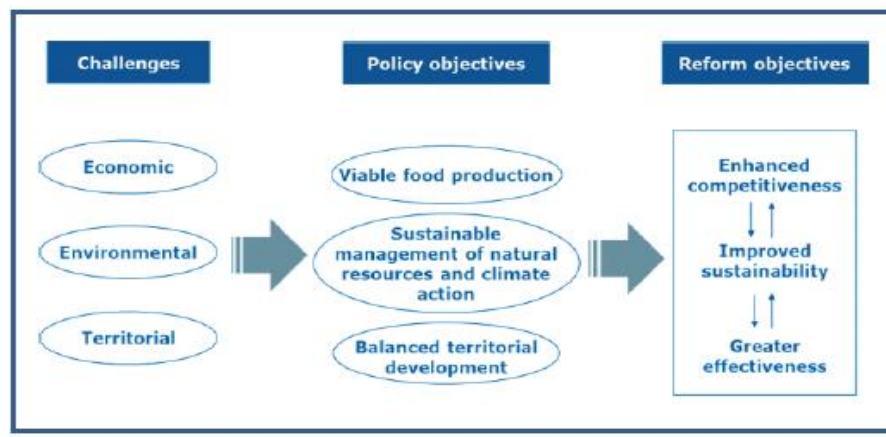 Challenges
Policy objectives
Reform objectives
Economic
Environmental
Territorial
Viable food production
Sustainable
management of natural
resources and climate
action
Balanced territorial
development
Enhanced
competitiveness
Improved
sustainability
Greater
effectiveness